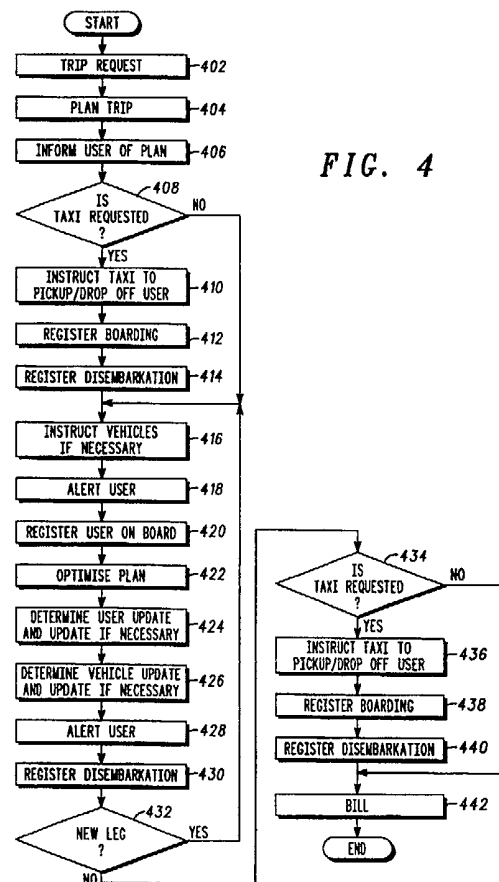 START
TRIP REQUEST
402
PLAN TRIP
404
INFORM USER OF PLAN
406
FIG. 4
408
IS
TAXI REQUESTED
?
NO
YES
INSTRUCT TAXI TO
PICKUP/DROP OFF USER
410
REGISTER BOARDING
412
REGISTER DISEMBARKATION
414
INSTRUCT VEHICLES
IF NECESSARY
416
ALERT USER
418
REGISTER USER ON BOARD
420
OPTIMISE PLAN
422
DETERMINE USER UPDATE
AND UPDATE IF NECESSARY
424
DETERMINE VEHICLE UPDATE
AND UPDATE IF NECESSARY
426
ALERT USER
428
REGISTER DISEMBARKATION
430
432
NEW LEG
?
YES
NO
434
IS
TAXI REQUESTED
?
NO
YES
INSTRUCT TAXI TO
PICKUP/DROP OFF USER
436
REGISTER BOARDING
438
REGISTER DISEMBARKATION
440
BILL
442
END